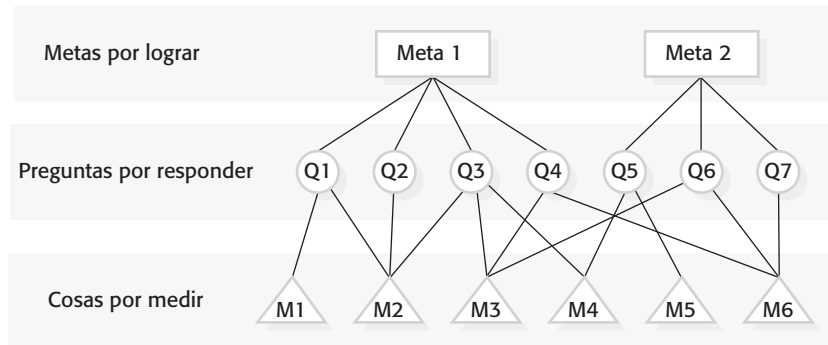 Metas por lograr
Meta 1
Meta 2
Preguntas por responder
Q1
Q2
Q3
Q4
Q5
Q6
Q7
Cosas por medir
M1
M2
M3
M4
M5
M6